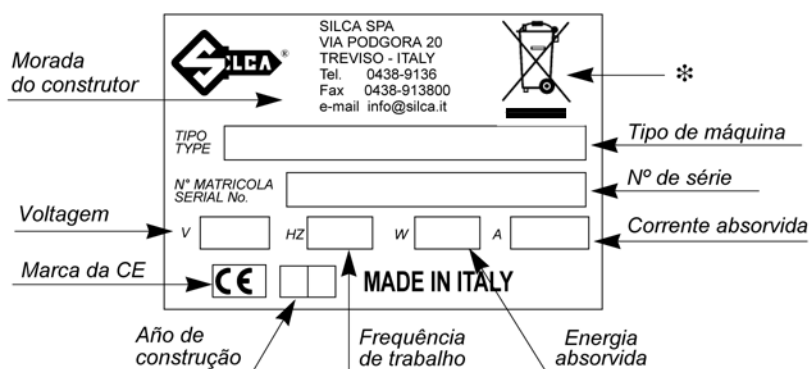 SILCA®
SILCA SPA
VIA PODGORA 20
TREVISO - ITALY
Tel. 0438-9136
Fax 0438-913800
e-mail info@silca.it
Morada
do construtor
*
TIPO
TYPE
Tipo de máquina
N° MATRICOLA
SERIAL No.
Nº de série
Voltagem
V
HZ
W
A
Corrente absorvida
Marca da CE
CE
MADE IN ITALY
Año de
construção
Frequência
de trabalho
Energia
absorvida